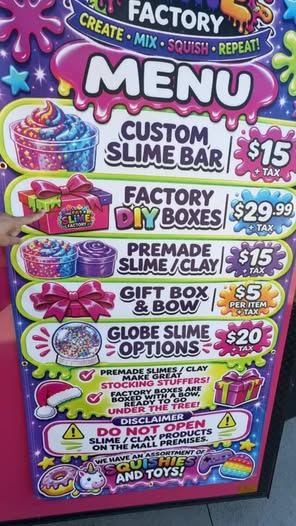 FACTORY
CREATE • MIX • SQUISH • REPEAT!
MENU
CUSTOM
SLIME BAR
$15
+ TAX
FACTORY
DIY BOXES
$29.99
+ TAX
SLIME
FACTORY
PREMADE
SLIME / CLAY
$15
+ TAX
GIFT BOX
& BOW
$5
PER ITEM
+ TAX
GLOBE SLIME
OPTIONS
$20
+ TAX
PREMADE SLIMES / CLAY
MAKE GREAT
STOCKING STUFFERS!
FACTORY BOXES ARE
BOXED WITH A BOW,
READY TO GO
UNDER THE TREE!
DISCLAIMER
DO NOT OPEN
SLIME / CLAY PRODUCTS
ON THE MALL PREMISES.
WE HAVE AN ASSORTMENT OF
SQUISHIES
AND TOYS!